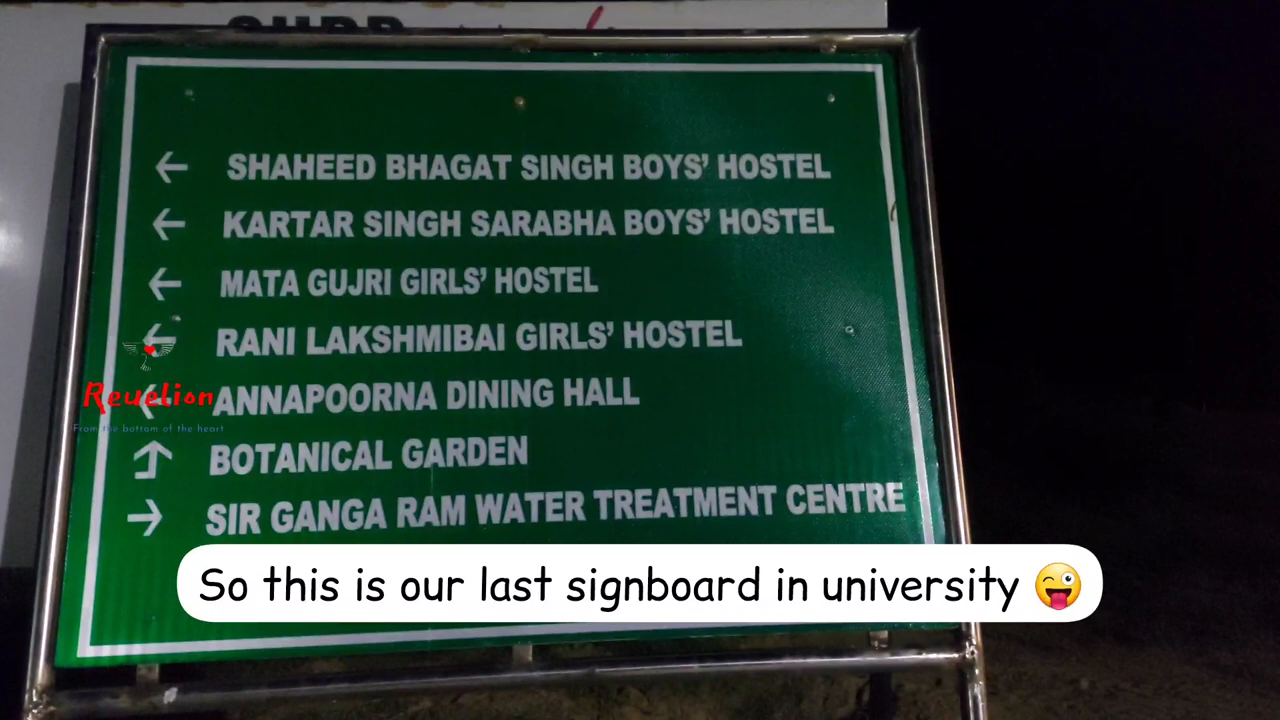 ← SHAHEED BHAGAT SINGH BOYS’ HOSTEL
← KARTAR SINGH SARABHA BOYS’ HOSTEL
← MATA GUJRI GIRLS’ HOSTEL
← RANI LAKSHMIBAI GIRLS’ HOSTEL
← ANNAPOORNA DINING HALL
Reuelion
From the bottom of the heart
BOTANICAL GARDEN
→ SIR GANGA RAM WATER TREATMENT CENTRE
So this is our last signboard in university 😜